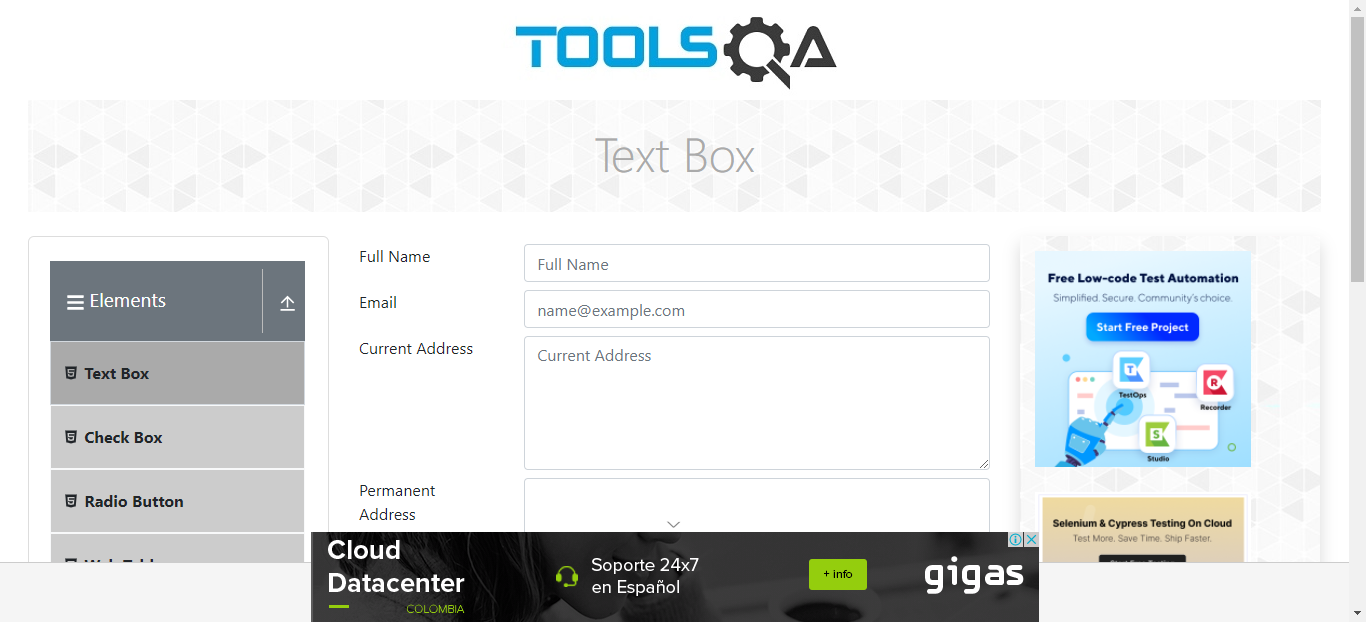 TOOLSQA
Text Box
Elements
Text Box
Check Box
Radio Button
Full Name
Full Name
Email
name@example.com
Current Address
Current Address
Permanent
Address
Free Low-code Test Automation
Simplified. Secure. Community's choice.
Start Free Project
T
TestOps
R
Recorder
S
Studio
Selenium & Cypress Testing On Cloud
Test More. Save Time. Ship Faster.
Cloud
Datacenter
COLOMBIA
Soporte 24x7
en Español
+ info
gigas